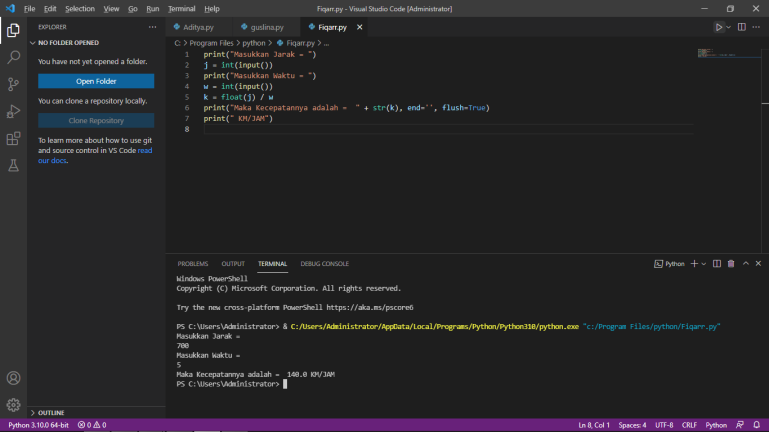 File Edit Selection View Go Run Terminal Help Fiqarr.py - Visual Studio Code [Administrator]
EXPLORER
Aditya.py guslina.py Fiqarr.py
NO FOLDER OPENED
You have not yet opened a folder.
Open Folder
You can clone a repository locally.
Clone Repository
To learn more about how to use git
and source control in VS Code read
our docs.
OUTLINE
C: > Program Files > python > Fiqarr.py > ...
1 print("Masukkan Jarak = ")
2 j = int(input())
3 print("Masukkan Waktu = ")
4 w = int(input())
5 k = float(j) / w
6 print("Maka Kecepatannya adalah =  " + str(k), end='', flush=True)
7 print(" KM/JAM")
8
PROBLEMS OUTPUT TERMINAL DEBUG CONSOLE Python
Windows PowerShell
Copyright (C) Microsoft Corporation. All rights reserved.
Try the new cross-platform PowerShell https://aka.ms/pscore6
PS C:\Users\Administrator> & C:/Users/Administrator/AppData/Local/Programs/Python/Python310/python.exe "c:/Program Files/python/Fiqarr.py"
Masukkan Jarak =
700
Masukkan Waktu =
5
Maka Kecepatannya adalah =  140.0 KM/JAM
PS C:\Users\Administrator>
Python 3.10.0 64-bit 0 0 Ln 8, Col 1 Spaces: 4 UTF-8 CRLF Python